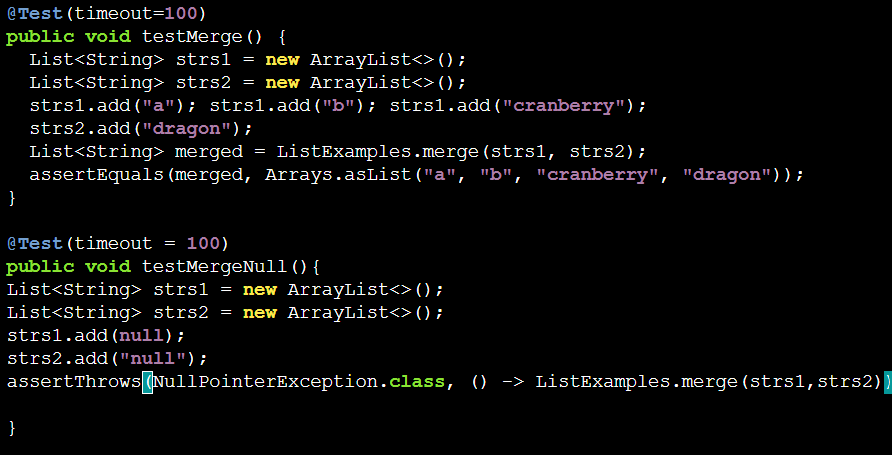 @Test(timeout=100)
public void testMerge() {
  List<String> strs1 = new ArrayList<>();
  List<String> strs2 = new ArrayList<>();
  strs1.add("a"); strs1.add("b"); strs1.add("cranberry");
  strs2.add("dragon");
  List<String> merged = ListExamples.merge(strs1, strs2);
  assertEquals(merged, Arrays.asList("a", "b", "cranberry", "dragon"));
}

@Test(timeout = 100)
public void testMergeNull(){
List<String> strs1 = new ArrayList<>();
List<String> strs2 = new ArrayList<>();
strs1.add(null);
strs2.add("null");
assertThrows(NullPointerException.class, () -> ListExamples.merge(strs1,strs2))

}